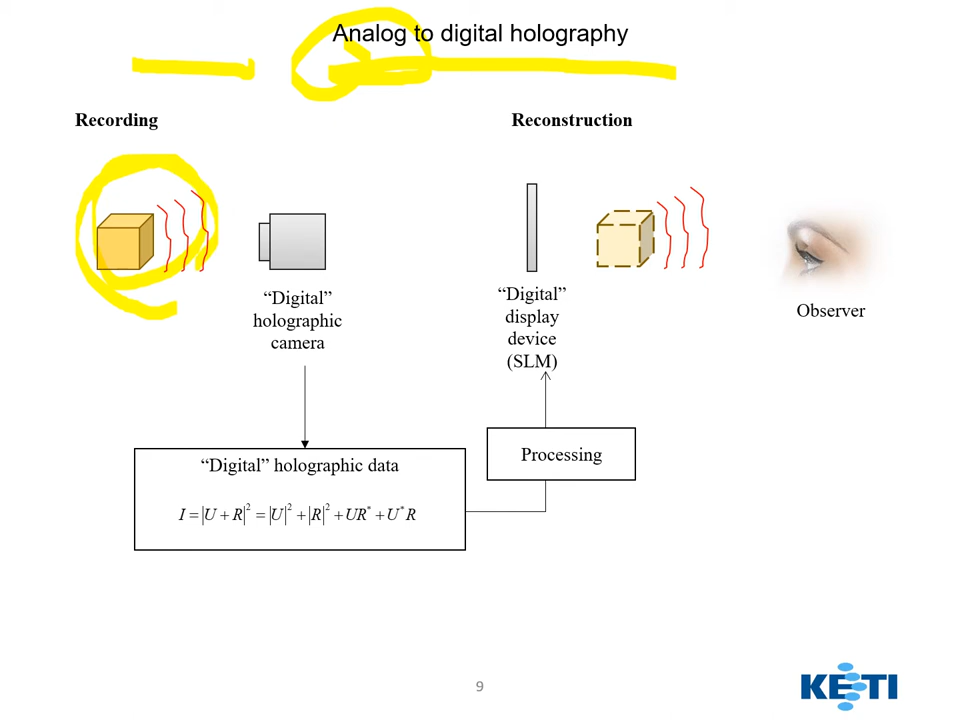 Analog to digital holography
Recording
Reconstruction
“Digital”
holographic
camera
“Digital”
display
device
(SLM)
Observer
Processing
“Digital” holographic data
I = |U + R|² = |U|² + |R|² + UR* + U*R
9
KETI